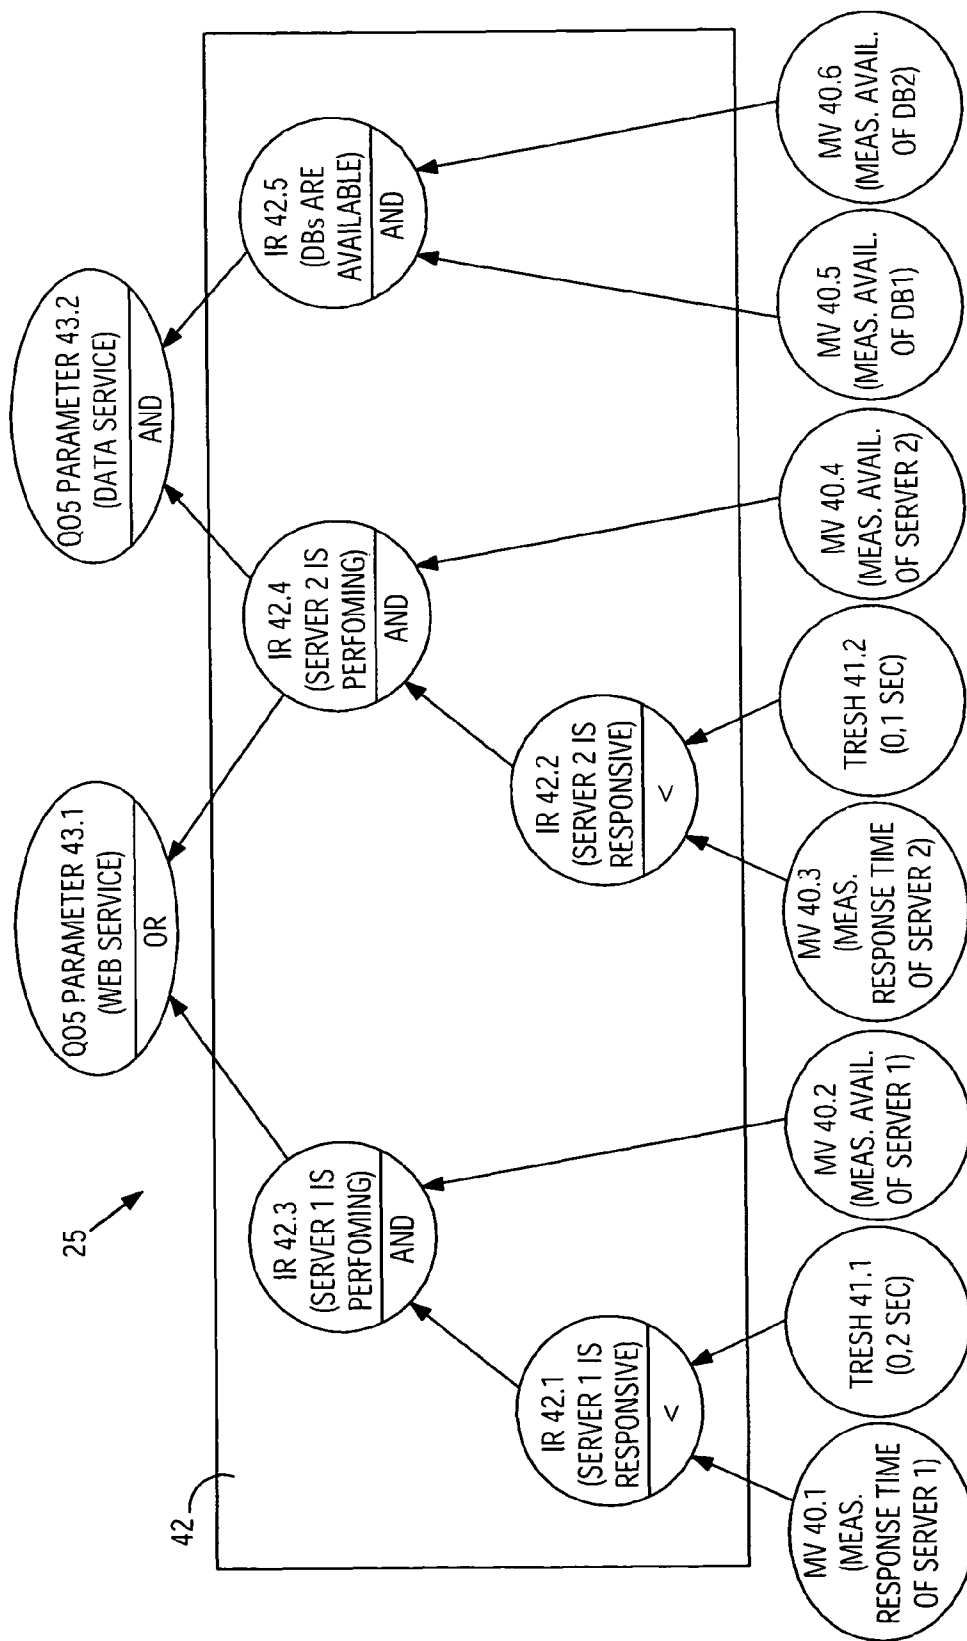 25
42
QO5 PARAMETER 43.1
(WEB SERVICE)
OR
QO5 PARAMETER 43.2
(DATA SERVICE)
AND
IR 42.3
(SERVER 1 IS
PERFOMING)
AND
IR 42.4
(SERVER 2 IS
PERFOMING)
AND
IR 42.5
(DBs ARE
AVAILABLE)
AND
IR 42.1
(SERVER 1 IS
RESPONSIVE)
<
IR 42.2
(SERVER 2 IS
RESPONSIVE)
<
MV 40.1
(MEAS.
RESPONSE TIME
OF SERVER 1)
TRESH 41.1
(0,2 SEC)
MV 40.2
(MEAS. AVAIL.
OF SERVER 1)
MV 40.3
(MEAS.
RESPONSE TIME
OF SERVER 2)
TRESH 41.2
(0,1 SEC)
MV 40.4
(MEAS. AVAIL.
OF SERVER 2)
MV 40.5
(MEAS. AVAIL.
OF DB1)
MV 40.6
(MEAS. AVAIL.
OF DB2)